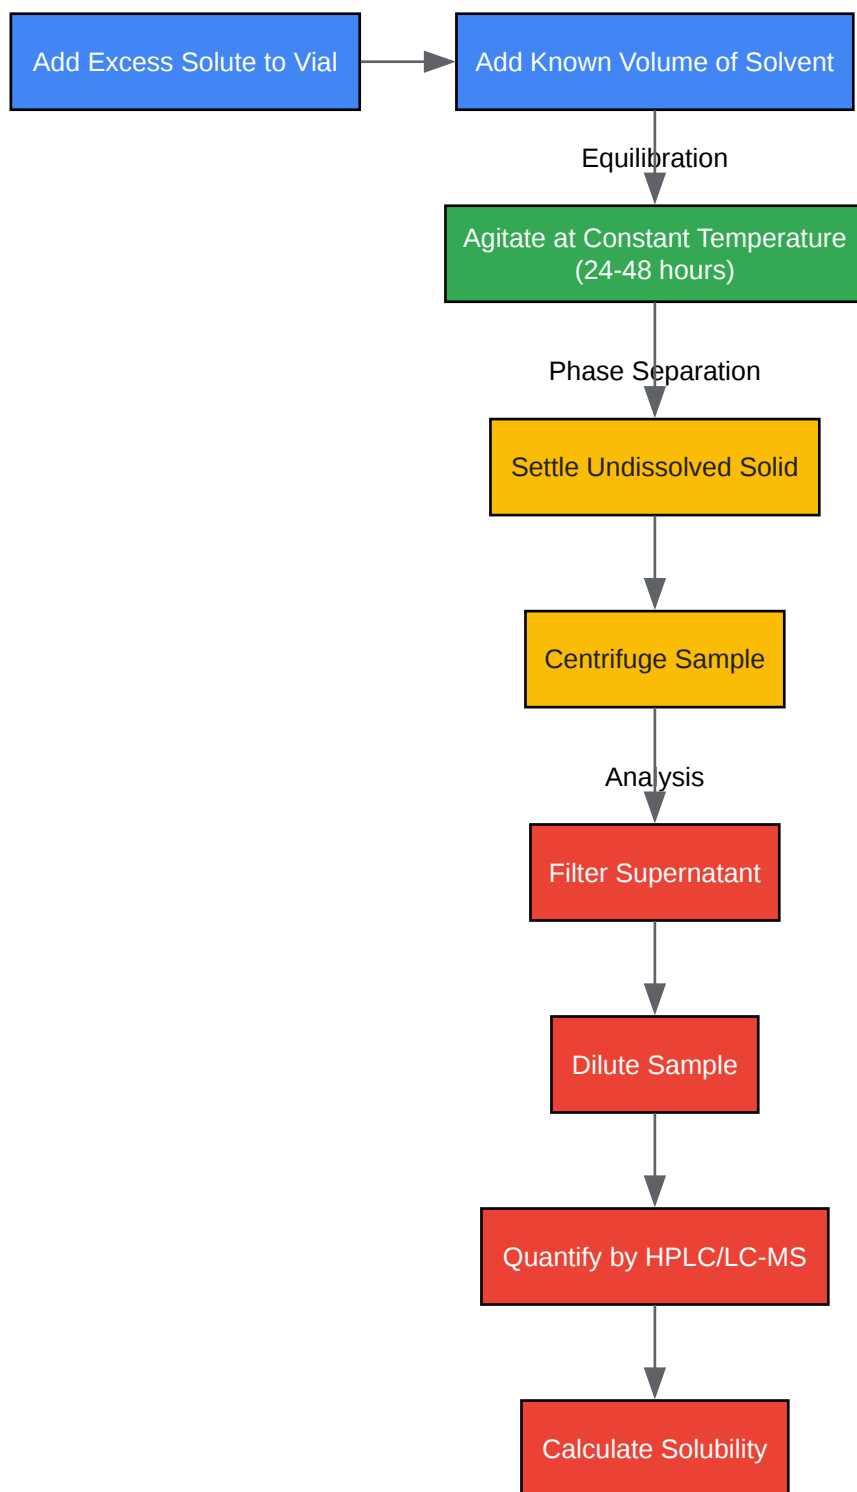 Add Excess Solute to Vial
Add Known Volume of Solvent
Equilibration
Agitate at Constant Temperature
(24-48 hours)
Phase Separation
Settle Undissolved Solid
Centrifuge Sample
Analysis
Filter Supernatant
Dilute Sample
Quantify by HPLC/LC-MS
Calculate Solubility